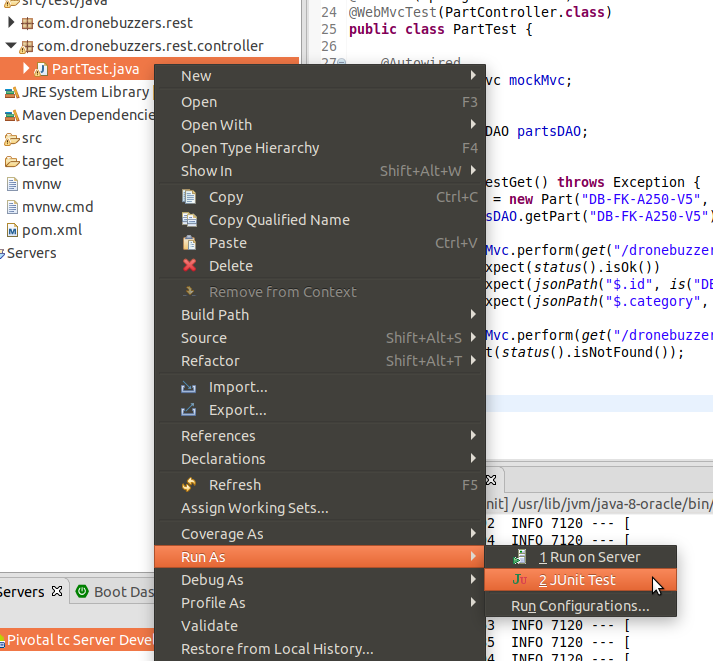 src/test/java
com.dronebuzzers.rest
com.dronebuzzers.rest.controller
PartTest.java
JRE System Library
Maven Dependencie
src
target
mvnw
mvnw.cmd
pom.xml
Servers
24 @WebMvcTest(PartController.class)
25 public class PartTest {
26
27 @Autowired
vc mockMvc;
DAO partsDAO;
estGet() throws Exception {
= new Part("DB-FK-A250-V5",
sDAO.getPart("DB-FK-A250-V5")
Mvc.perform(get("/dronebuzzer
xpect(status().isOk())
xpect(jsonPath("$.id", is("DB
xpect(jsonPath("$.category",
Mvc.perform(get("/dronebuzzer
t(status().isNotFound());
New
Open F3
Open With
Open Type Hierarchy F4
Show In Shift+Alt+W
Copy Ctrl+C
Copy Qualified Name
Paste Ctrl+V
Delete
Remove from Context
Build Path
Source Shift+Alt+S
Refactor Shift+Alt+T
Import...
Export...
References
Declarations
Refresh F5
Assign Working Sets...
Coverage As
Run As
Debug As
Profile As
Validate
Restore from Local History...
1 Run on Server
2 JUnit Test
Run Configurations...
nit] /usr/lib/jvm/java-8-oracle/bin/
2 INFO 7120 --- [
4 INFO 7120 --- [
3 INFO 7120 --- [
5 INFO 7120 --- [
5 INFO 7120 --- [
Servers Boot Das
Pivotal tc Server Devel